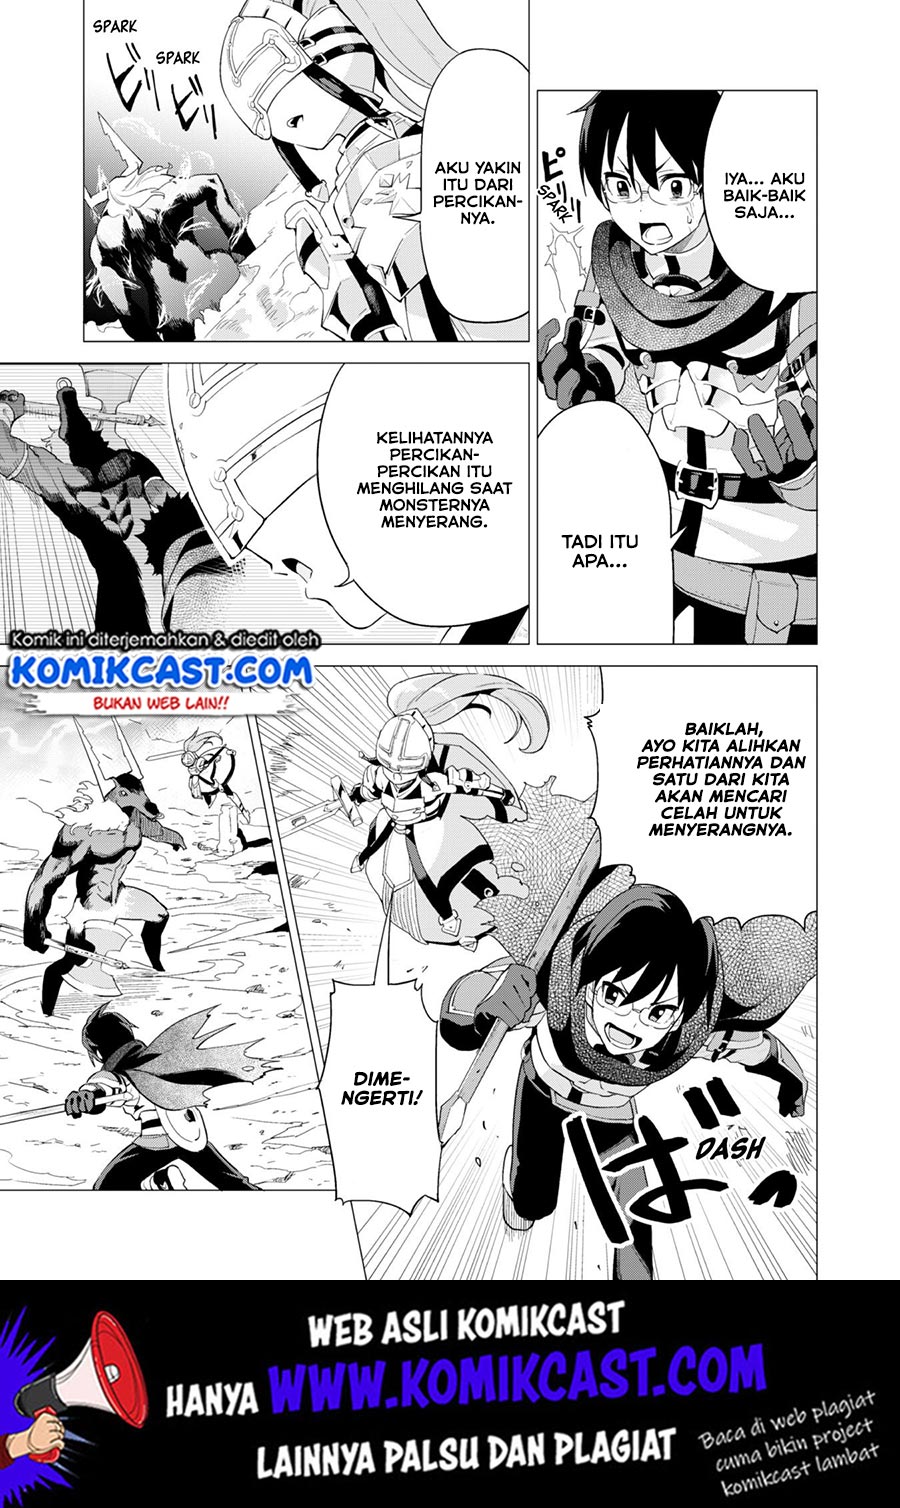 IYA... AKU
BAIK-BAIK
SAJA...
ピリッ
SPARK
TADI ITU
APA...
SPARK
SPARK
ビ
ビ
AKU YAKIN
ITU DARI
PERCIKAN-
NYA.
KELIHATANNYA
PERCIKAN-
PERCIKAN ITU
MENGHILANG SAAT
MONSTERNYA
MENYERANG.
Komik ini diterjemahkan & diedit oleh
KOMIKCAST.COM
BUKAN WEB LAIN!!
BAIKLAH,
AYO KITA ALIHKAN
PERHATIANNYA DAN
SATU DARI KITA
AKAN MENCARI
CELAH UNTUK
MENYERANGNYA.
DIME-
NGERTI!
ばっ
DASH
WEB ASLI KOMIKCAST
HANYA WWW.KOMIKCAST.COM
LAINNYA PALSU DAN PLAGIAT
Baca di web plagiat
cuma bikin project
komikcast lambat